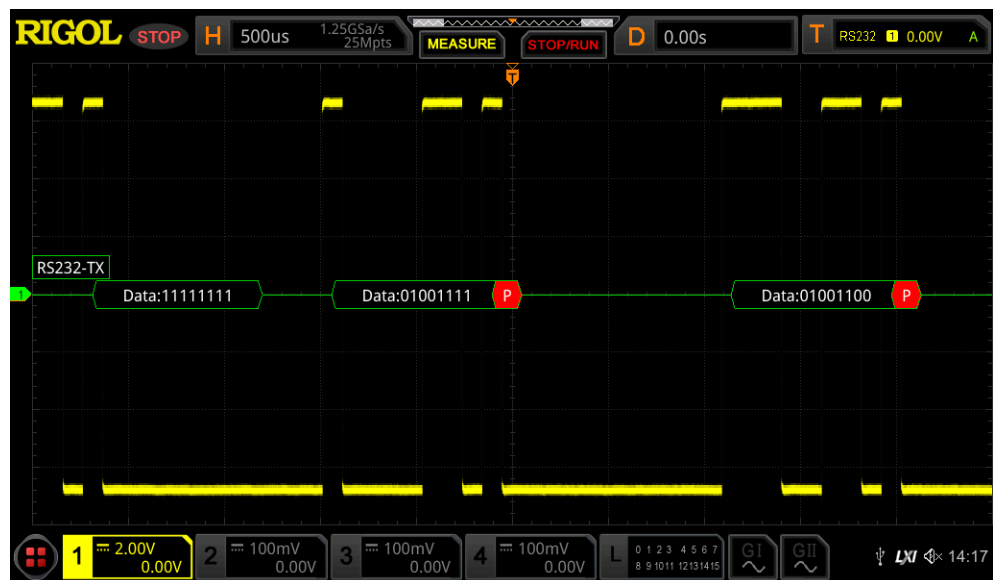 RIGOL STOP H 500us 1.25GSa/s 25Mpts MEASURE STOP/RUN D 0.00s T RS232 1 0.00V A
T
RS232-TX
1 Data:11111111 Data:01001111 P Data:01001100 P
1 2.00V 0.00V 2 100mV 0.00V 3 100mV 0.00V 4 100mV 0.00V L 0 1 2 3 4 5 6 7 GI GII LXI 14:17
8 9 10 11 12 13 14 15